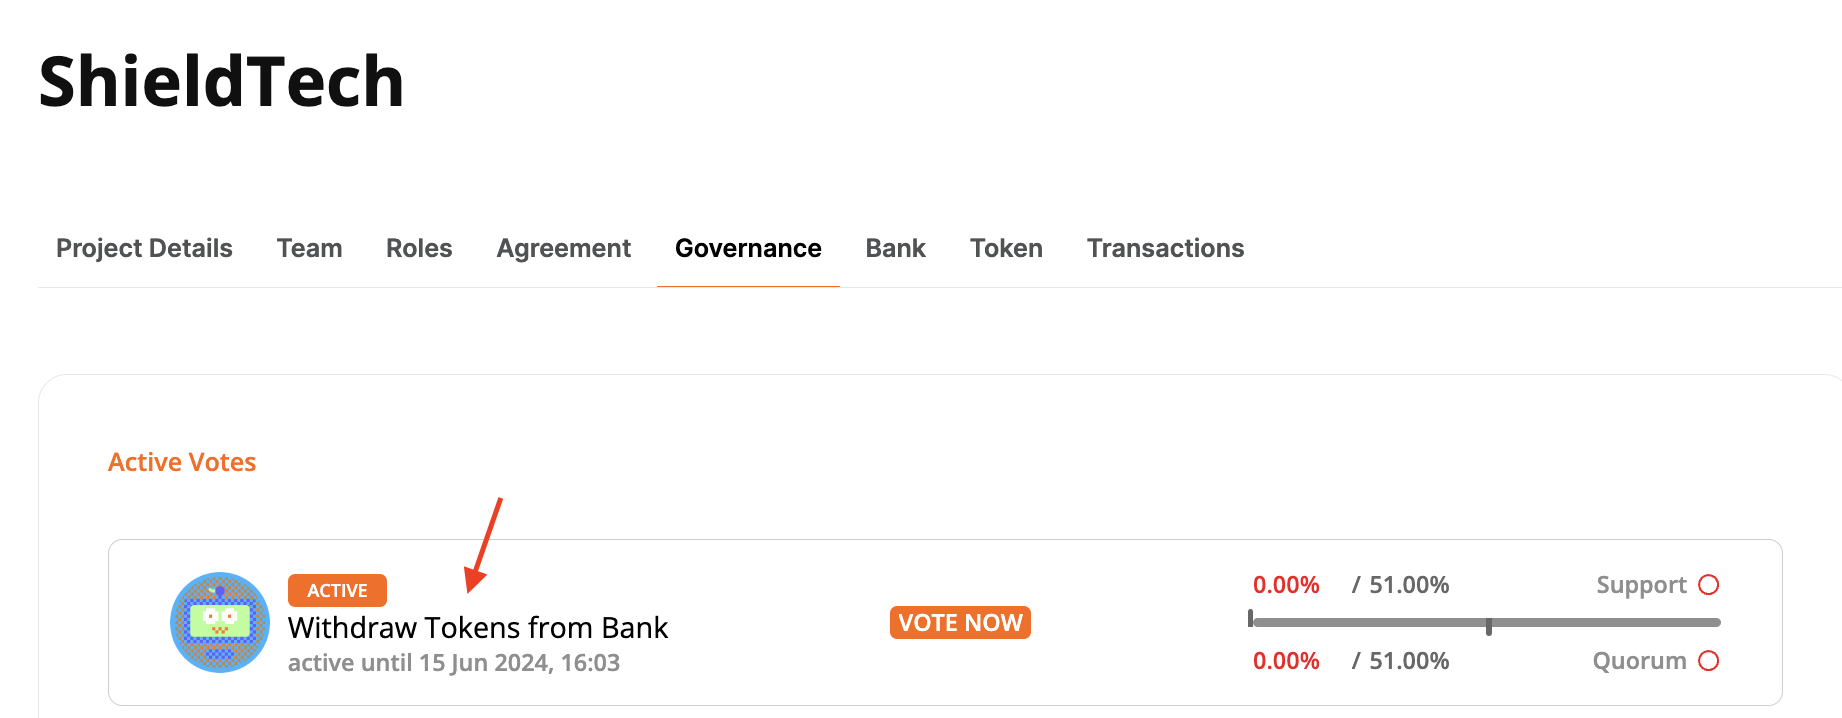 ShieldTech
Project Details Team Roles Agreement Governance Bank Token Transactions
Active Votes
ACTIVE
Withdraw Tokens from Bank
active until 15 Jun 2024, 16:03
VOTE NOW
0.00% / 51.00% Support
0.00% / 51.00% Quorum